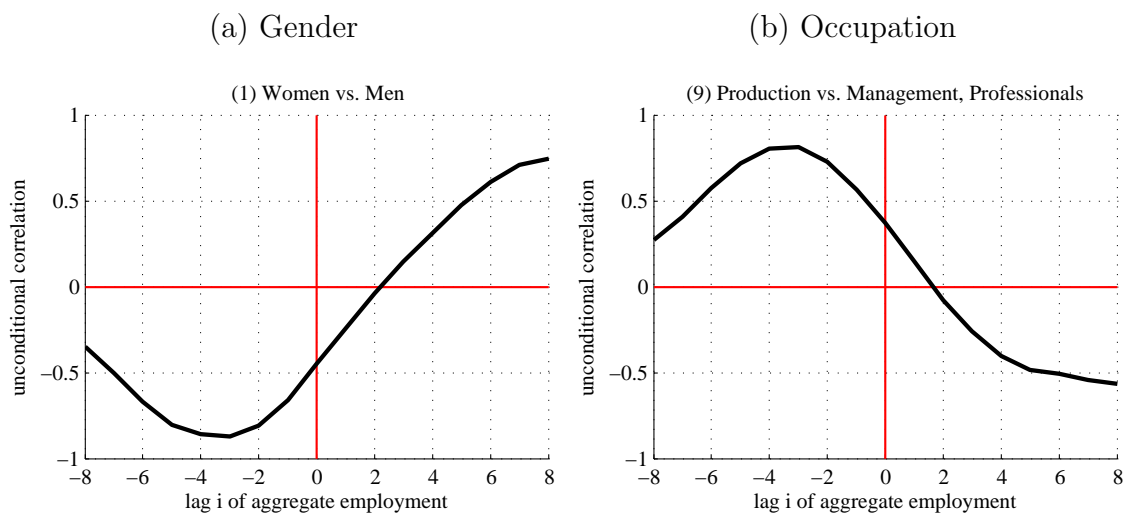 (a) Gender
(1) Women vs. Men
1
0.5
0
−0.5
−1
unconditional correlation
−8 −6 −4 −2 0 2 4 6 8
lag i of aggregate employment
(b) Occupation
(9) Production vs. Management, Professionals
1
0.5
0
−0.5
−1
unconditional correlation
−8 −6 −4 −2 0 2 4 6 8
lag i of aggregate employment